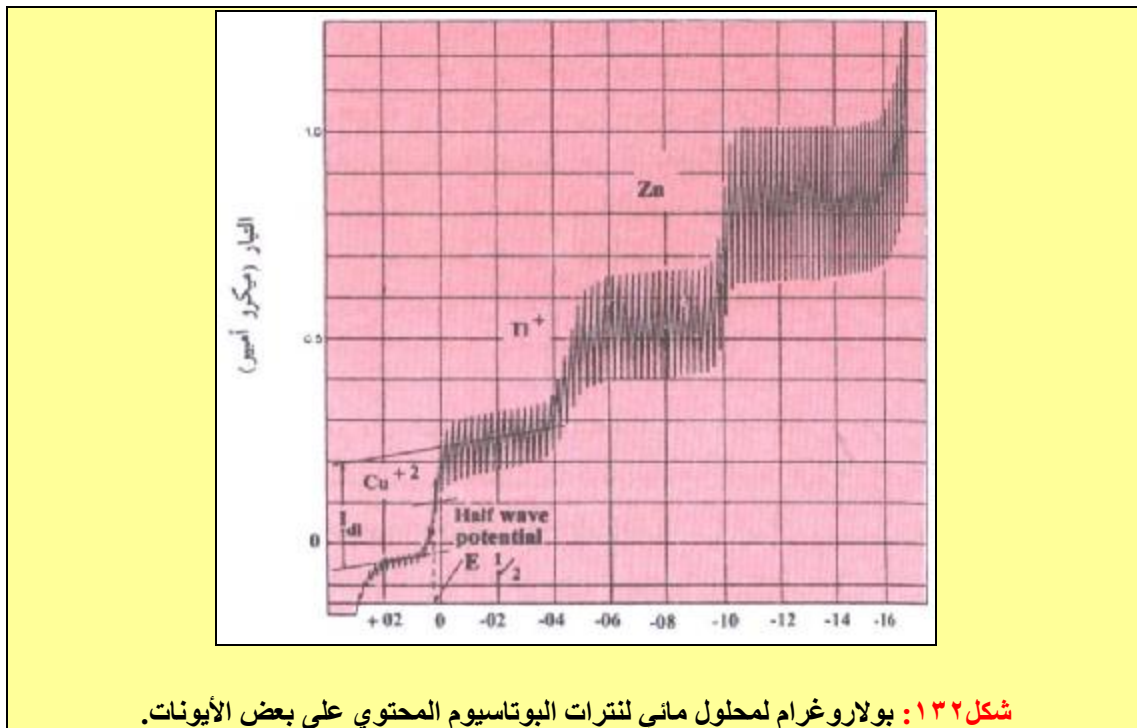 التيار (ميكرو أمبير)
1.0
0.5
0
Zn
Tl +
Cu +2
I dl
Half wave
potential
E 1/2
+ 02 0 -02 -04 -06 -08 -10 -12 -14 -16
شكل١٣٢: بولاروغرام لمحلول مائي لنترات البوتاسيوم المحتوي على بعض الأيونات.